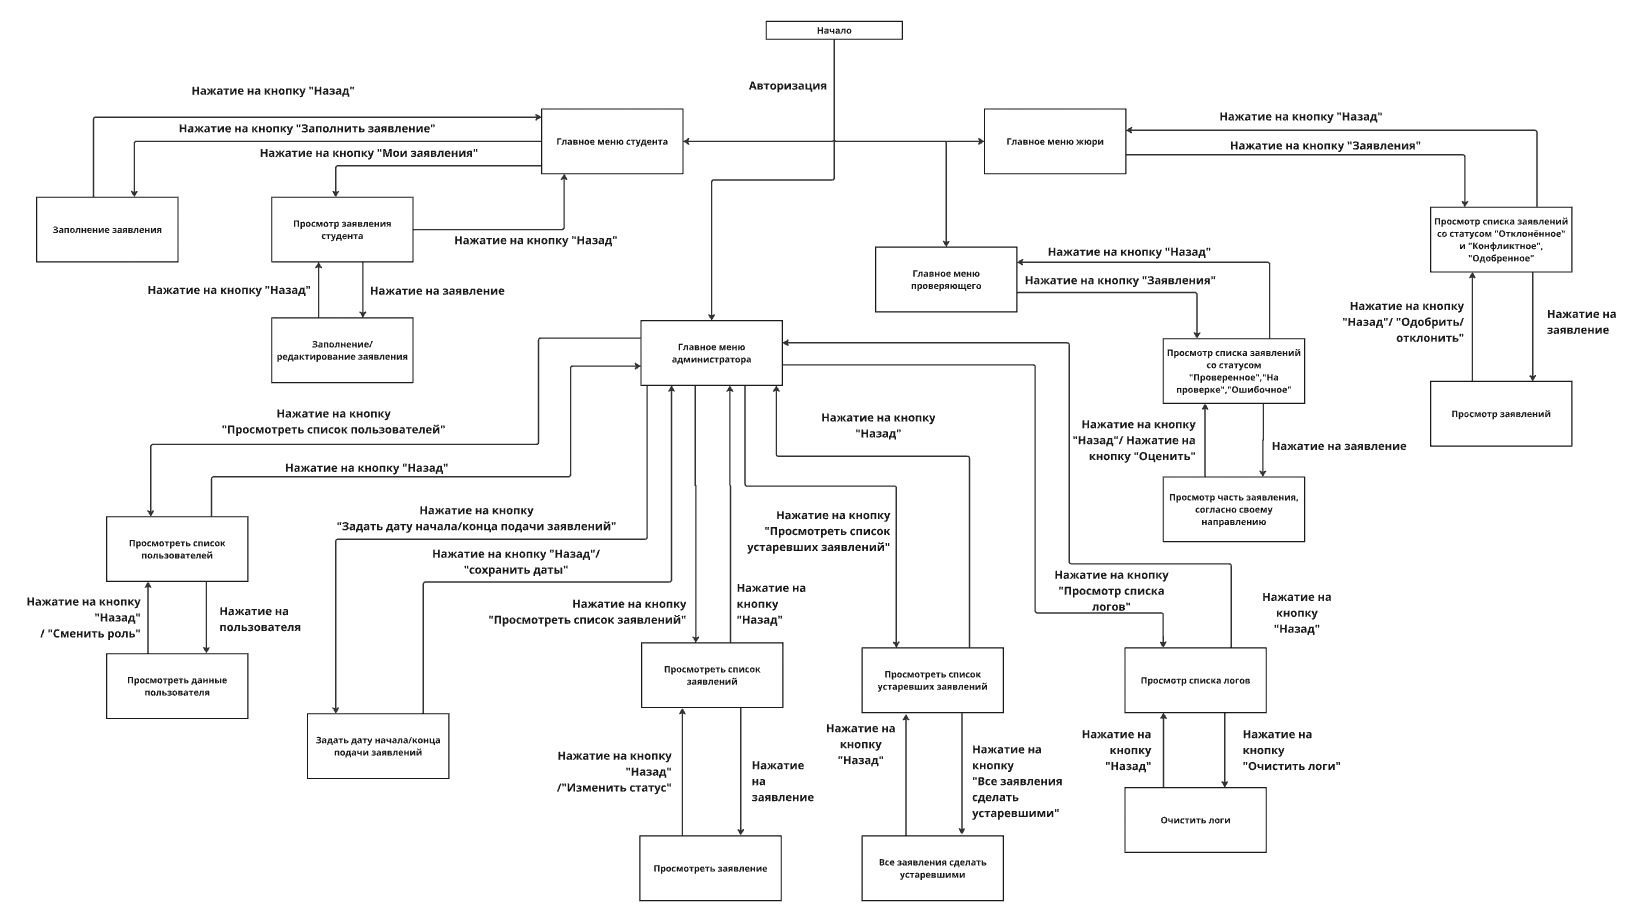 Начало
Авторизация
Нажатие на кнопку "Назад"
Нажатие на кнопку "Заполнить заявление"
Нажатие на кнопку "Мои заявления"
Главное меню студента
Главное меню жюри
Нажатие на кнопку "Назад"
Нажатие на кнопку "Заявления"
Заполнение заявления
Просмотр заявления
студента
Нажатие на кнопку "Назад"
Нажатие на кнопку "Назад"
Нажатие на заявление
Заполнение/
редактирование заявления
Главное меню
проверяющего
Нажатие на кнопку "Назад"
Нажатие на кнопку "Заявления"
Просмотр списка заявлений
со статусом "Отклонённое"
и "Конфликтное",
"Одобренное"
Нажатие на кнопку
"Назад"/ "Одобрить/
отклонить"
Нажатие на
заявление
Просмотр заявлений
Главное меню
администратора
Просмотр списка заявлений
со статусом
"Проверенное","На
проверке","Ошибочное"
Нажатие на кнопку
"Назад"/ Нажатие на
кнопку "Оценить"
Нажатие на заявление
Просмотр часть заявления,
согласно своему
направлению
Нажатие на кнопку
"Просмотреть список пользователей"
Нажатие на кнопку "Назад"
Нажатие на кнопку
"Назад"
Нажатие на кнопку
"Задать дату начала/конца подачи заявлений"
Нажатие на кнопку "Назад"/
"сохранить даты"
Нажатие на кнопку
"Просмотреть список
устаревших заявлений"
Просмотреть список
пользователей
Нажатие на кнопку
"Назад"
/ "Сменить роль"
Нажатие на
пользователя
Просмотреть данные
пользователя
Нажатие на кнопку
"Просмотреть список заявлений"
Нажатие на
кнопку
"Назад"
Нажатие на кнопку
"Просмотр списка
логов"
Нажатие на
кнопку
"Назад"
Просмотреть список
заявлений
Просмотреть список
устаревших заявлений
Просмотр списка логов
Задать дату начала/конца
подачи заявлений
Нажатие на кнопку
"Назад"
/"Изменить статус"
Нажатие
на
заявление
Нажатие на
кнопку
"Назад"
Нажатие на
кнопку
"Все заявления
сделать
устаревшими"
Нажатие на
кнопку
"Назад"
Нажатие на
кнопку
"Очистить логи"
Очистить логи
Просмотреть заявление
Все заявления сделать
устаревшими